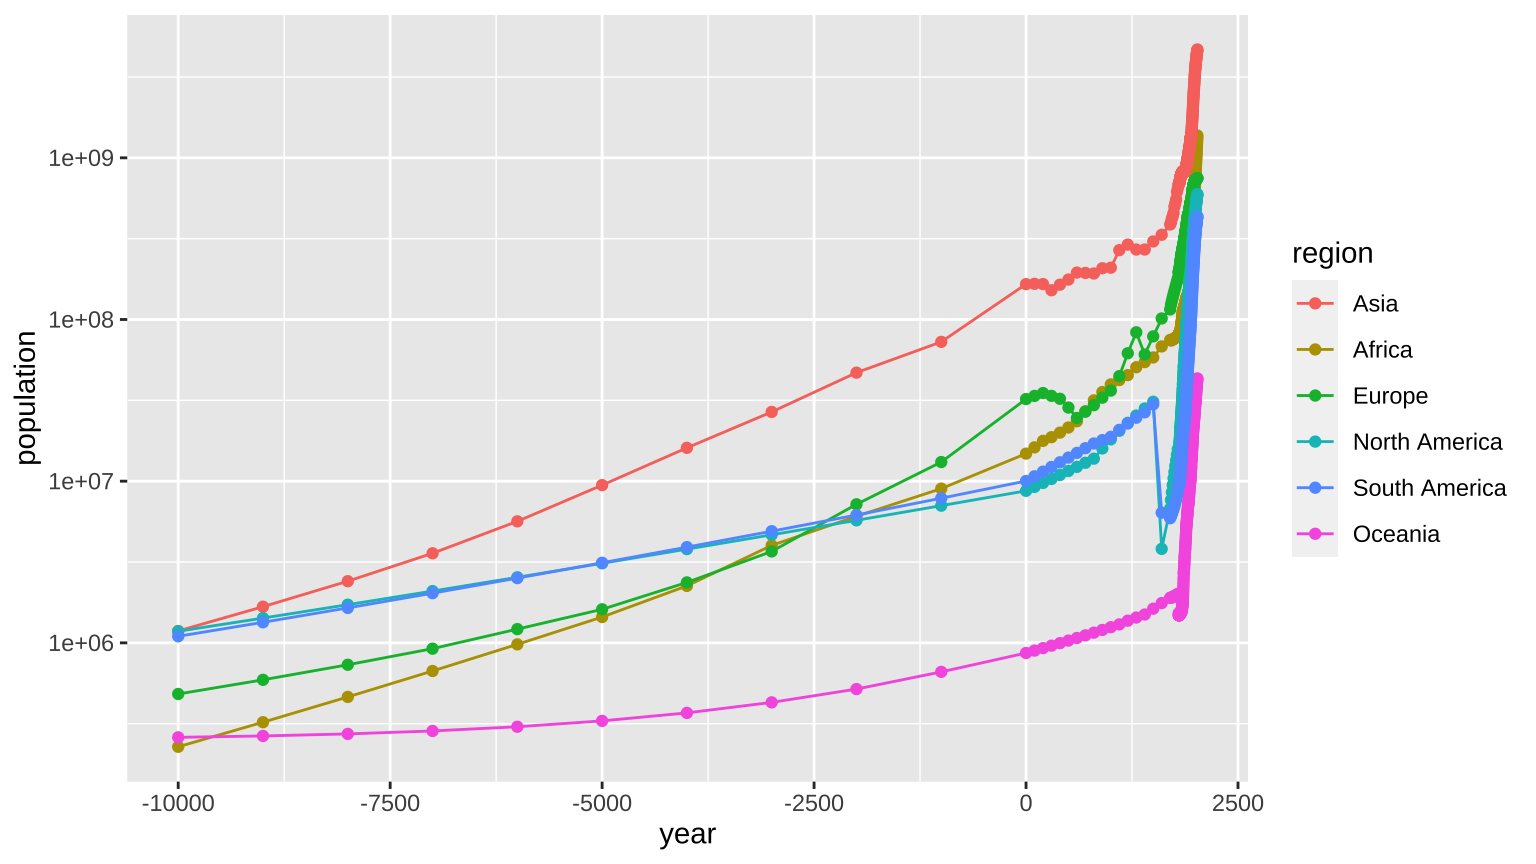 1e+09
1e+08
1e+07
1e+06
population
-10000
-7500
-5000
-2500
0
2500
year
region
Asia
Africa
Europe
North America
South America
Oceania